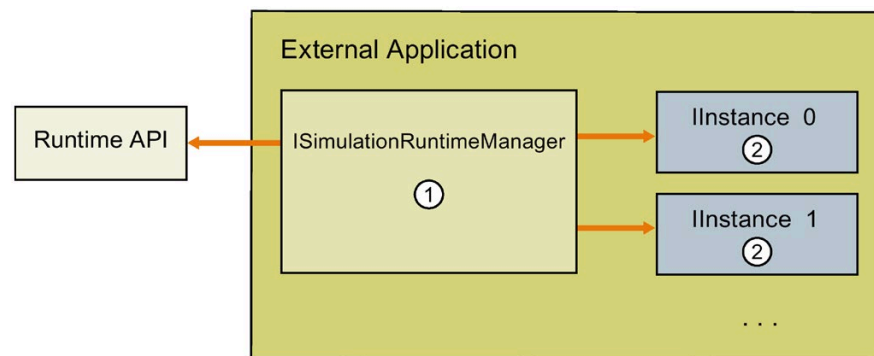 External Application
Runtime API
ISimulationRuntimeManager
1
IInstance 0
2
IInstance 1
2
. . .